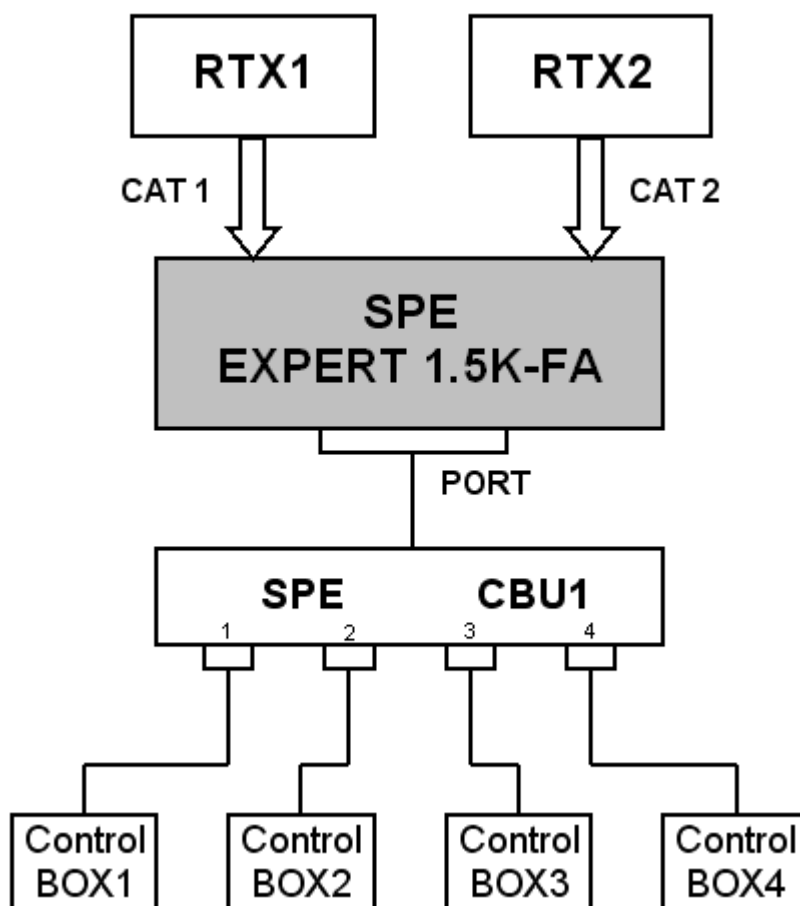 RTX1
RTX2
CAT 1
CAT 2
SPE
EXPERT 1.5K-FA
PORT
SPE CBU1
1 2 3 4
Control
BOX1
Control
BOX2
Control
BOX3
Control
BOX4